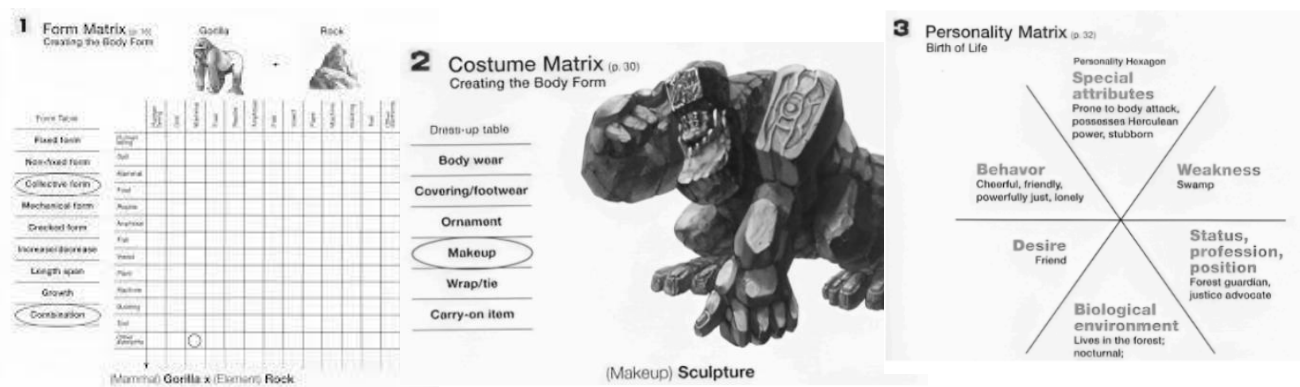 1 Form Matrix (p. 16)
Creating the Body Form
Gorilla
Rock
Form Table
Fixed form
Non-fixed form
Collective form
Mechanical form
Cracked form
Increase/decrease
Length span
Growth
Combination
Human being
Bird
Mammal
Food
Reptile
Amphibian
Fish
Insect
Plant
Machine
Building
Tool
(Mammal) Gorilla x (Element) Rock
2 Costume Matrix (p. 30)
Creating the Body Form
Dress-up table
Body wear
Covering/footwear
Ornament
Makeup
Wrap/tie
Carry-on item
(Makeup) Sculpture
3 Personality Matrix (p. 32)
Birth of Life
Personality Hexagon
Special
attributes
Prone to body attack,
possesses Herculean
power, stubborn
Behavor
Cheerful, friendly,
powerfully just, lonely
Weakness
Swamp
Desire
Friend
Status,
profession,
position
Forest guardian,
justice advocate
Biological
environment
Lives in the forest;
nocturnal;